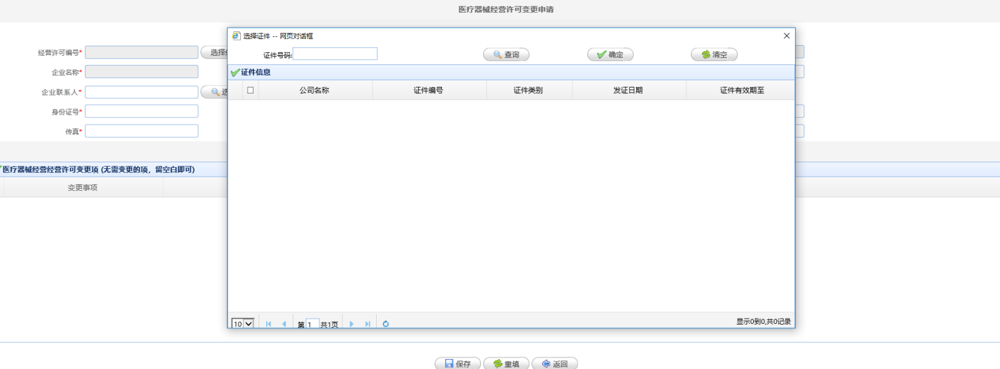 医疗器械经营许可变更申请
选择证件 -- 网页对话框
经营许可编号*
选择
证件号码:
查询
确定
清空
企业名称*
证件信息
企业联系人*
公司名称
证件编号
证件类别
发证日期
证件有效期至
身份证号*
传真*
医疗器械经营经营许可变更项 (无需变更的项，留空白即可)
变更事项
10
第 1 共1页
显示0到0,共0记录
保存
重填
返回